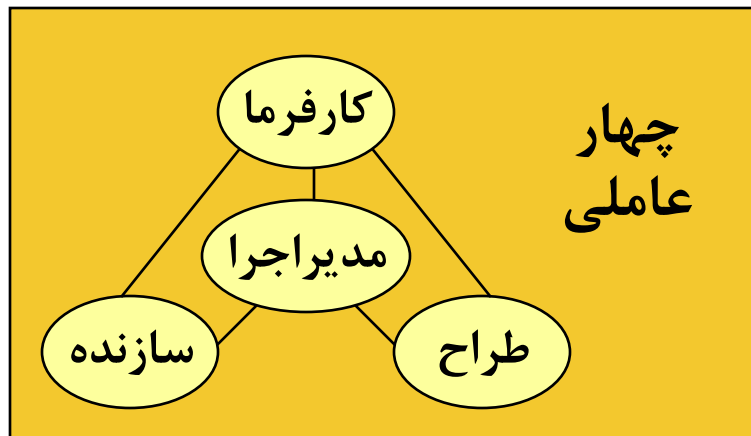 کارفرما
چهار
عاملی
مدیراجرا
طراح
سازنده